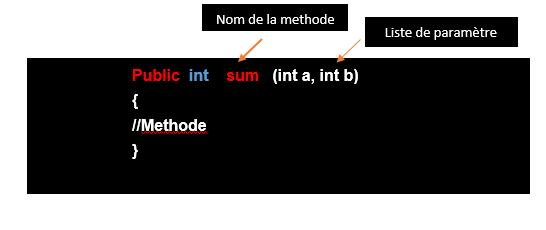 Nom de la methode
Liste de paramètre
Public int sum (int a, int b)
{
//Methode
}